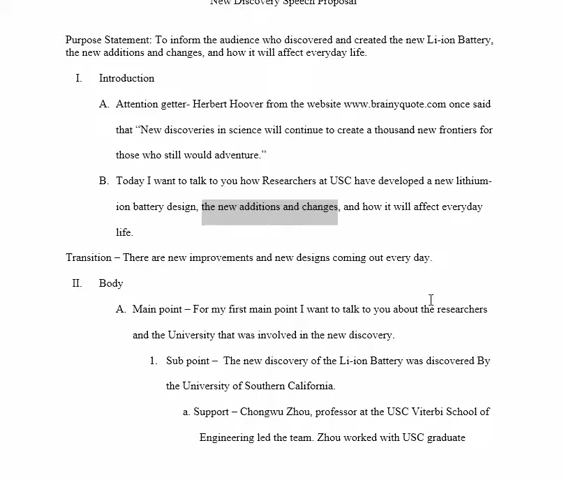 New Discovery Speech Proposal
Purpose Statement: To inform the audience who discovered and created the new Li-ion Battery,
the new additions and changes, and how it will affect everyday life.
I. Introduction
A. Attention getter- Herbert Hoover from the website www.brainyquote.com once said
that “New discoveries in science will continue to create a thousand new frontiers for
those who still would adventure.”
B. Today I want to talk to you how Researchers at USC have developed a new lithium-
ion battery design, the new additions and changes, and how it will affect everyday
life.
Transition – There are new improvements and new designs coming out every day.
II. Body
A. Main point – For my first main point I want to talk to you about the researchers
and the University that was involved in the new discovery.
1. Sub point – The new discovery of the Li-ion Battery was discovered By
the University of Southern California.
a. Support – Chongwu Zhou, professor at the USC Viterbi School of
Engineering led the team. Zhou worked with USC graduate